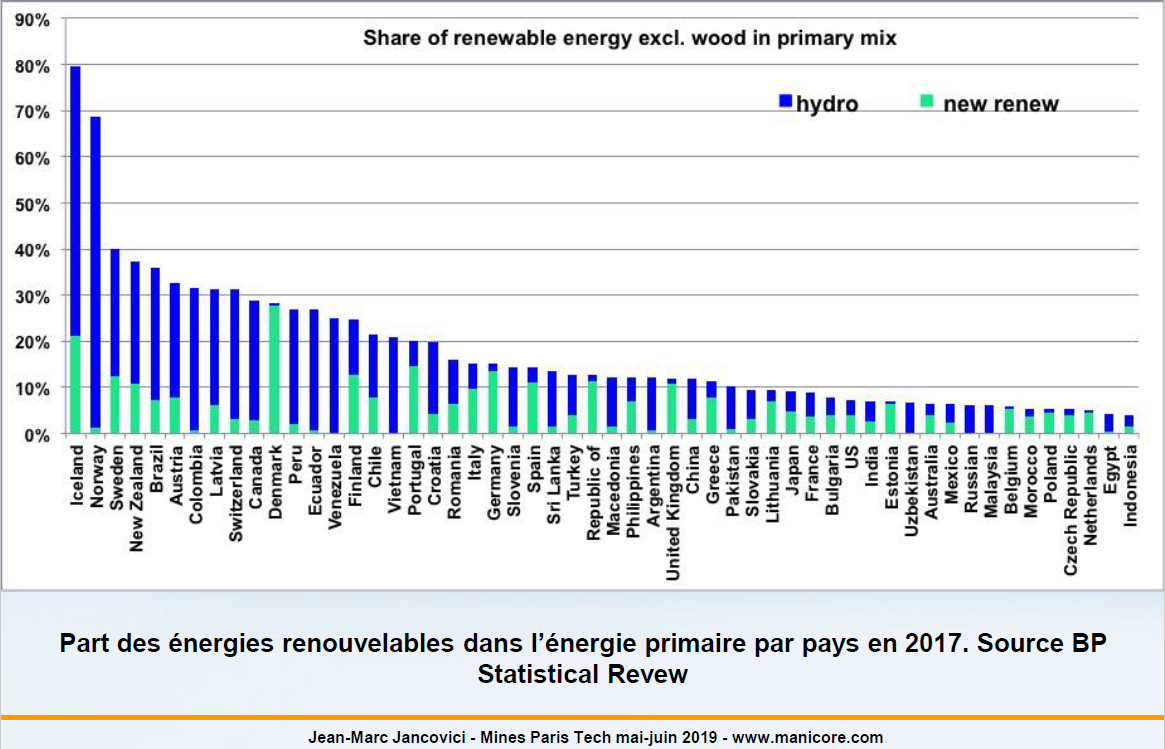 90%
Share of renewable energy excl. wood in primary mix
80%
hydro
new renew
70%
60%
50%
40%
30%
20%
10%
0%
Iceland
Norway
Sweden
New Zealand
Brazil
Austria
Colombia
Latvia
Switzerland
Canada
Denmark
Peru
Ecuador
Venezuela
Finland
Chile
Vietnam
Portugal
Croatia
Romania
Italy
Germany
Slovenia
Spain
Sri Lanka
Turkey
Republic of
Macedonia
Philippines
Argentina
United Kingdom
China
Greece
Pakistan
Slovakia
Lithuania
Japan
France
Bulgaria
US
India
Estonia
Uzbekistan
Australia
Mexico
Russian
Malaysia
Belgium
Morocco
Poland
Czech Republic
Netherlands
Egypt
Indonesia
Part des énergies renouvelables dans l’énergie primaire par pays en 2017. Source BP
Statistical Revew
Jean-Marc Jancovici - Mines Paris Tech mai-juin 2019 - www.manicore.com